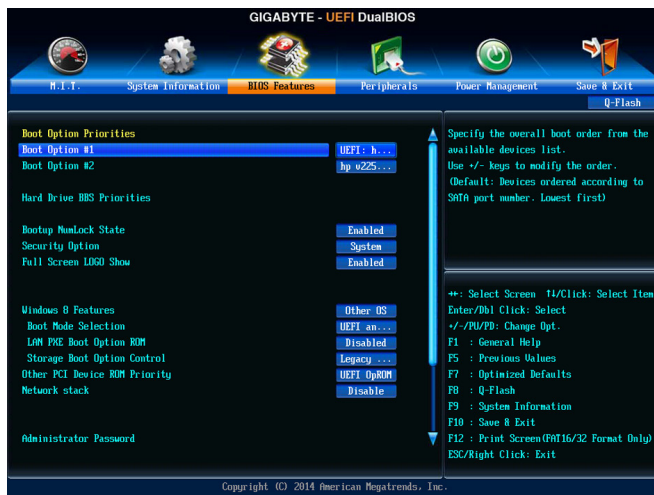 GIGABYTE - UEFI DualBIOS
M.I.T.
System Information
BIOS Features
Peripherals
Power Management
Save & Exit
Q-Flash
Boot Option Priorities
Boot Option #1 UEFI: h...
Boot Option #2 hp v225...
Hard Drive BBS Priorities
Bootup NumLock State Enabled
Security Option System
Full Screen LOGO Show Enabled
Windows 8 Features Other OS
Boot Mode Selection UEFI an...
LAN PXE Boot Option ROM Disabled
Storage Boot Option Control Legacy ...
Other PCI Device ROM Priority UEFI OpROM
Network stack Disable
Administrator Password
Specify the overall boot order from the
available devices list.
Use +/- keys to modify the order.
(Default: Devices ordered according to
SATA port number. Lowest first)
↔: Select Screen ↑↓/Click: Select Item
Enter/Dbl Click: Select
+/-/PU/PD: Change Opt.
F1 : General Help
F5 : Previous Values
F7 : Optimized Defaults
F8 : Q-Flash
F9 : System Information
F10 : Save & Exit
F12 : Print Screen(FAT16/32 Format Only)
ESC/Right Click: Exit
Copyright (C) 2014 American Megatrends, Inc.